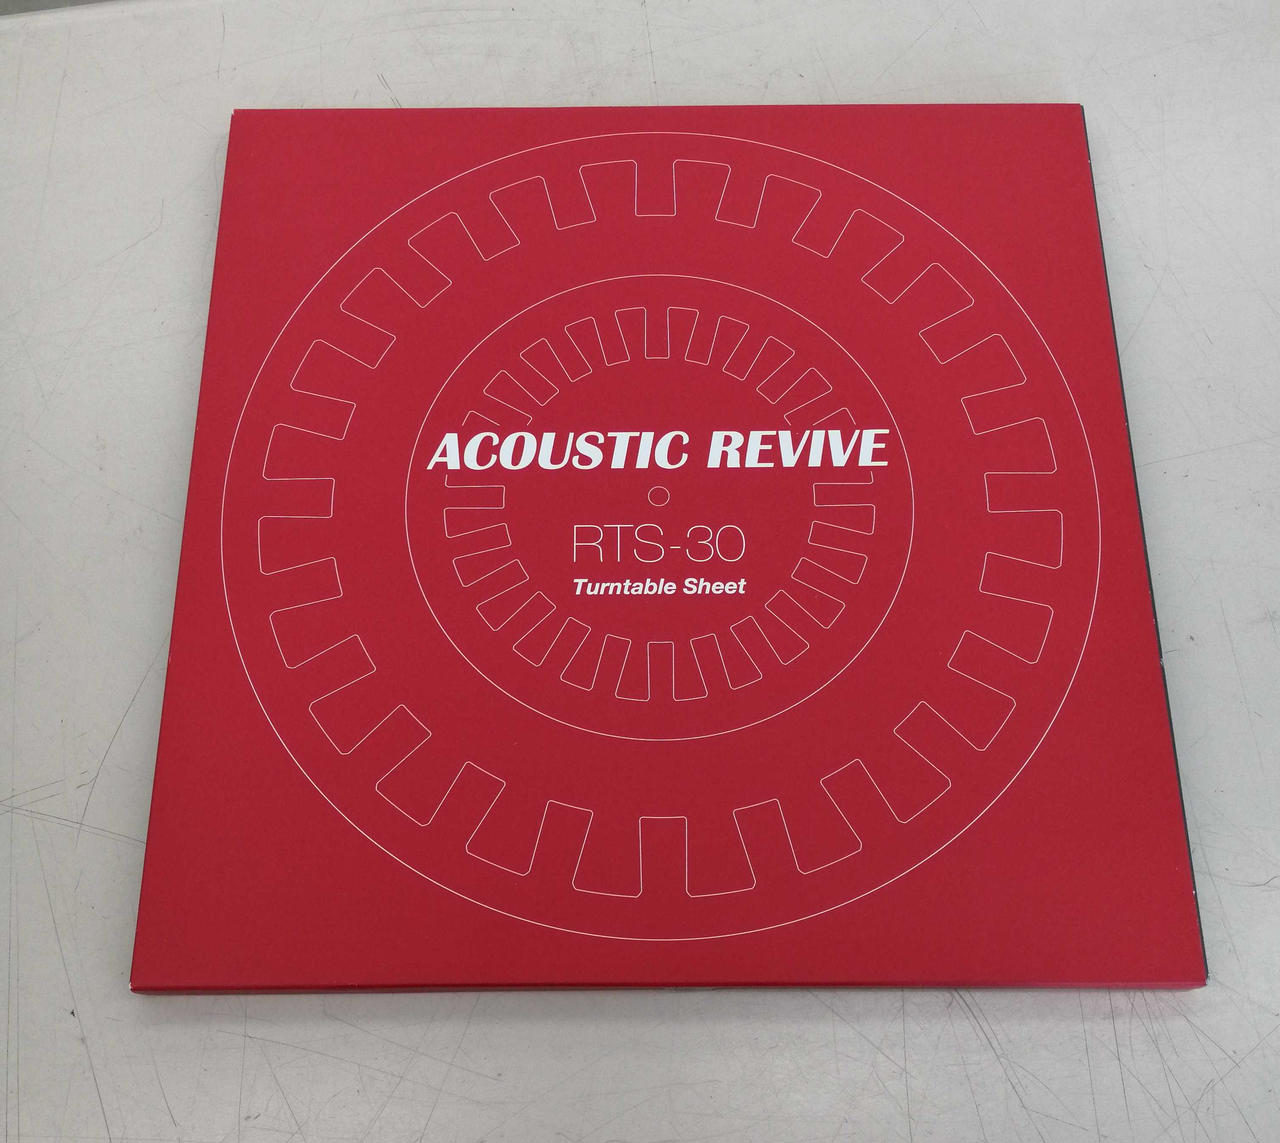 ACOUSTIC REVIVE
RTS-30
Turntable Sheet